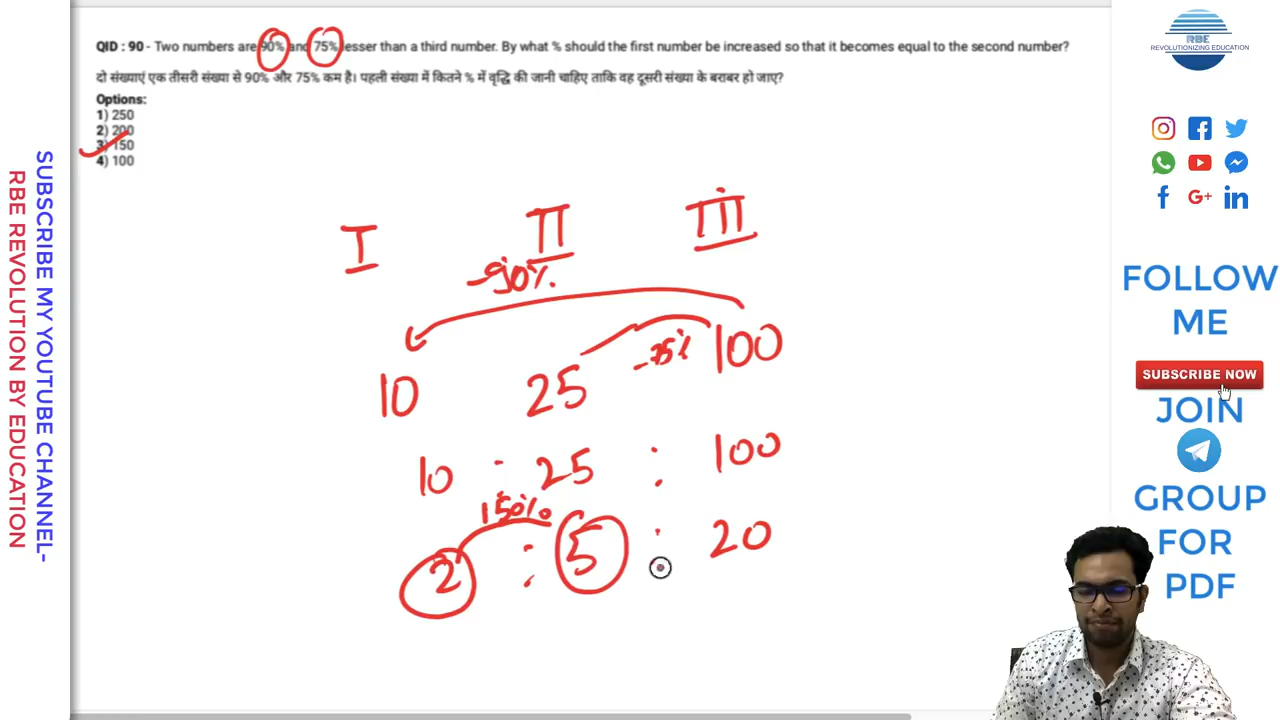 QID : 90 - Two numbers are 90% and 75% lesser than a third number. By what % should the first number be increased so that it becomes equal to the second number?
दो संख्याएं एक तीसरी संख्या से 90% और 75% कम है। पहली संख्या में कितने % में वृद्धि की जानी चाहिए ताकि वह दूसरी संख्या के बराबर हो जाए?
Options:
1) 250
2) 200
3) 150
4) 100
I II III
-90%
-75%
10 25 100
10 : 25 : 100
150%
2 : 5 : 20
SUBSCRIBE MY YOUTUBE CHANNEL-
RBE REVOLUTION BY EDUCATION
RBE
REVOLUTIONIZING EDUCATION
FOLLOW
ME
SUBSCRIBE NOW
JOIN
GROUP
FOR
PDF